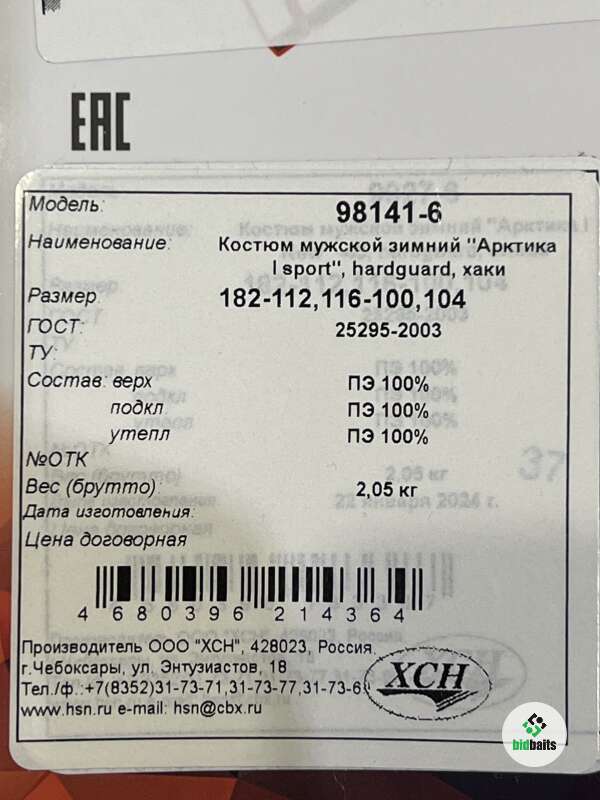 EAC
Модель: 98141-6
Наименование: Костюм мужской зимний "Арктика
I sport", hardguard, хаки
Размер: 182-112,116-100,104
ГОСТ: 25295-2003
ТУ:
Состав: верх ПЭ 100%
подкл ПЭ 100%
утепл ПЭ 100%
№ОТК
Вес (брутто) 2,05 кг
Дата изготовления:
Цена договорная
4 680396 214364
Производитель ООО "ХСН", 428023, Россия,
г.Чебоксары, ул. Энтузиастов, 18
Тел./ф.:+7(8352)31-73-71,31-73-77,31-73-6
www.hsn.ru e-mail: hsn@cbx.ru
ХСН
bidbaits